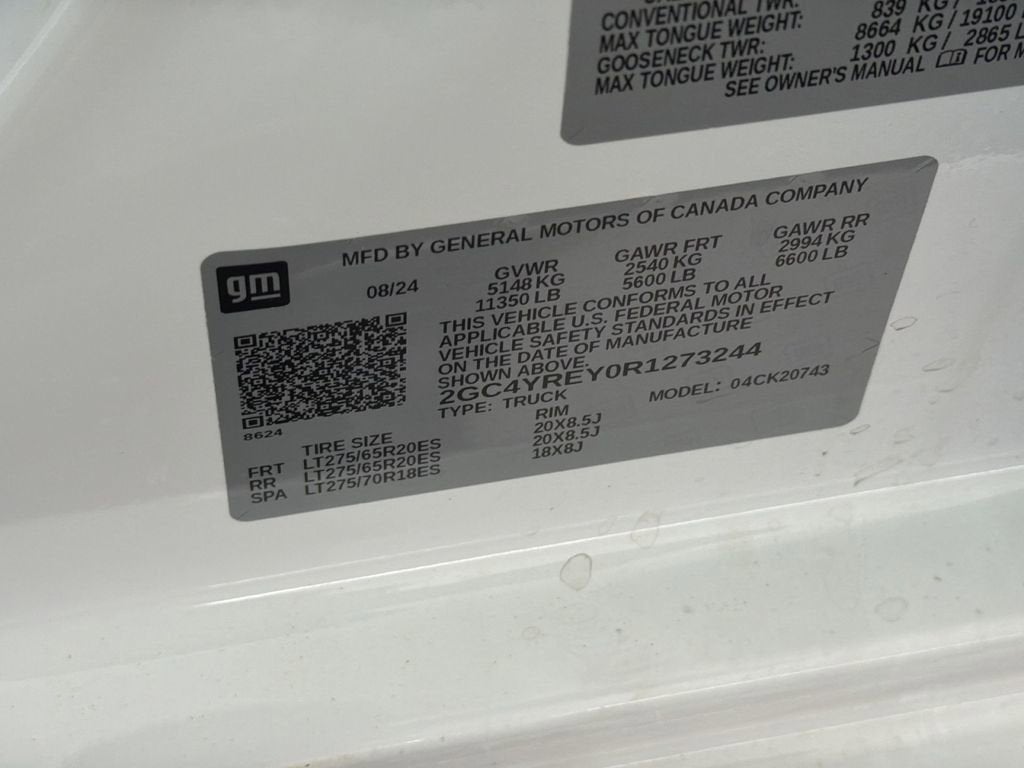 CONVENTIONAL TWR: 839 KG /
MAX TONGUE WEIGHT: 8664 KG / 19100
GOOSENECK TWR: 1300 KG / 2865 L
MAX TONGUE WEIGHT:
SEE OWNER'S MANUAL FOR M
MFD BY GENERAL MOTORS OF CANADA COMPANY
gm
08/24
GVWR
5148 KG
11350 LB
GAWR FRT
2540 KG
5600 LB
GAWR RR
2994 KG
6600 LB
THIS VEHICLE CONFORMS TO ALL
APPLICABLE U.S. FEDERAL MOTOR
VEHICLE SAFETY STANDARDS IN EFFECT
ON THE DATE OF MANUFACTURE
SHOWN ABOVE.
2GC4YREY0R1273244
TYPE: TRUCK
MODEL: 04CK20743
8624
TIRE SIZE RIM
FRT LT275/65R20ES 20X8.5J
RR LT275/65R20ES 20X8.5J
SPA LT275/70R18ES 18X8J